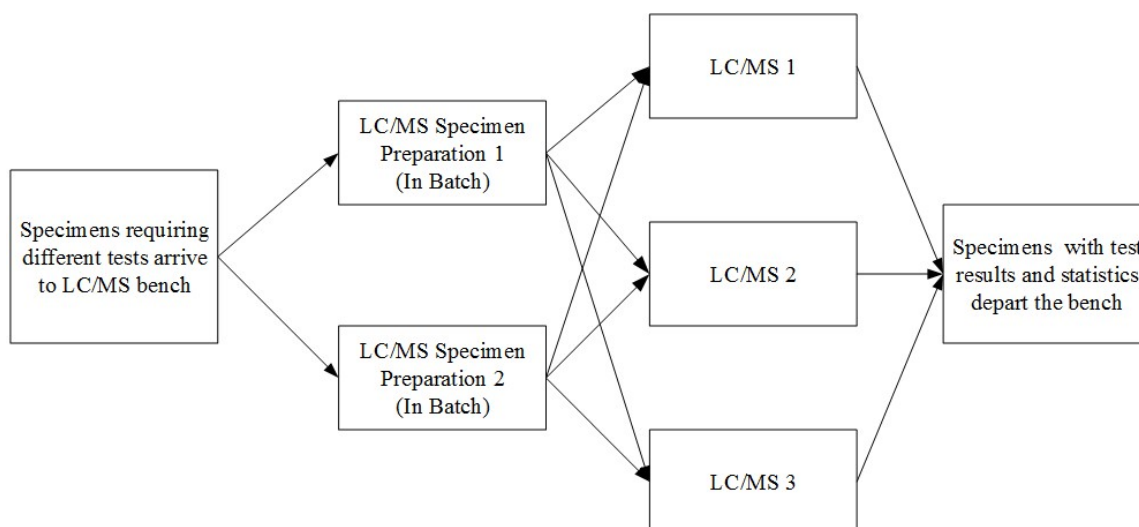 Specimens requiring
different tests arrive
to LC/MS bench
LC/MS Specimen
Preparation 1
(In Batch)
LC/MS Specimen
Preparation 2
(In Batch)
LC/MS 1
LC/MS 2
LC/MS 3
Specimens with test
results and statistics
depart the bench